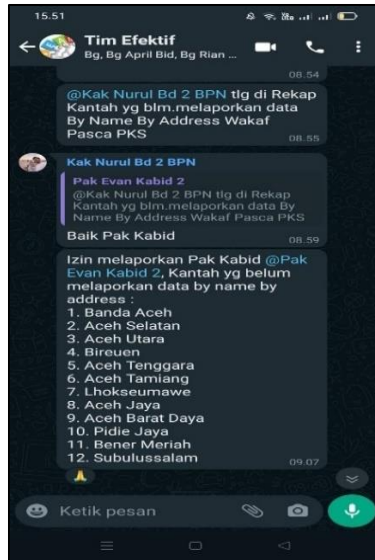 15.51
Tim Efektif
Bg, Bg April Bid, Bg Rian ...
08.54
@Kak Nurul Bd 2 BPN tlg di Rekap
Kantah yg blm.melaporkan data
By Name By Address Wakaf
Pasca PKS
08.55
Kak Nurul Bd 2 BPN
Pak Evan Kabid 2
@Kak Nurul Bd 2 BPN tlg di Rekap
Kantah yg blm.melaporkan data By
Name By Address Wakaf Pasca PKS
Baik Pak Kabid
08.59
Izin melaporkan Pak Kabid @Pak
Evan Kabid 2, Kantah yg belum
melaporkan data by name by
address :
1. Banda Aceh
2. Aceh Selatan
3. Aceh Utara
4. Bireuen
5. Aceh Tenggara
6. Aceh Tamiang
7. Lhokseumawe
8. Aceh Jaya
9. Aceh Barat Daya
10. Pidie Jaya
11. Bener Meriah
12. Subulussalam
09.07
Ketik pesan